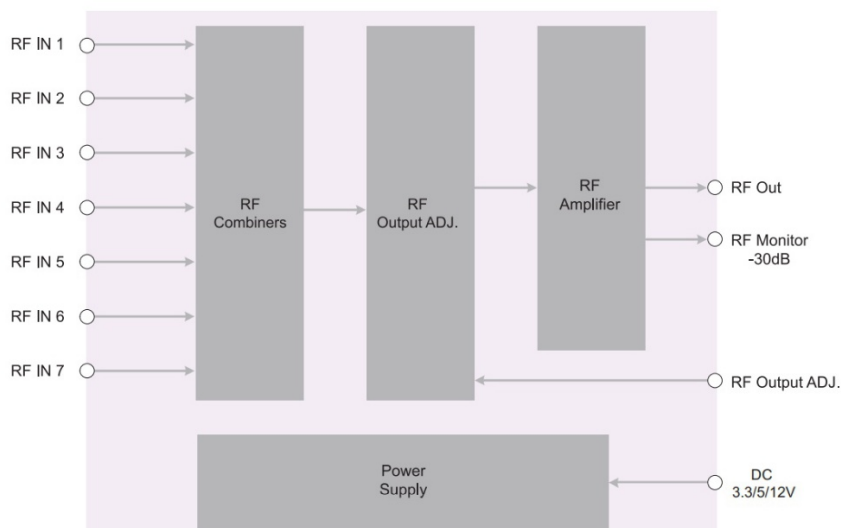 RF IN 1
RF IN 2
RF IN 3
RF IN 4
RF IN 5
RF IN 6
RF IN 7
RF
Combiners
RF
Output ADJ.
RF
Amplifier
RF Out
RF Monitor
-30dB
RF Output ADJ.
Power
Supply
DC
3.3/5/12V